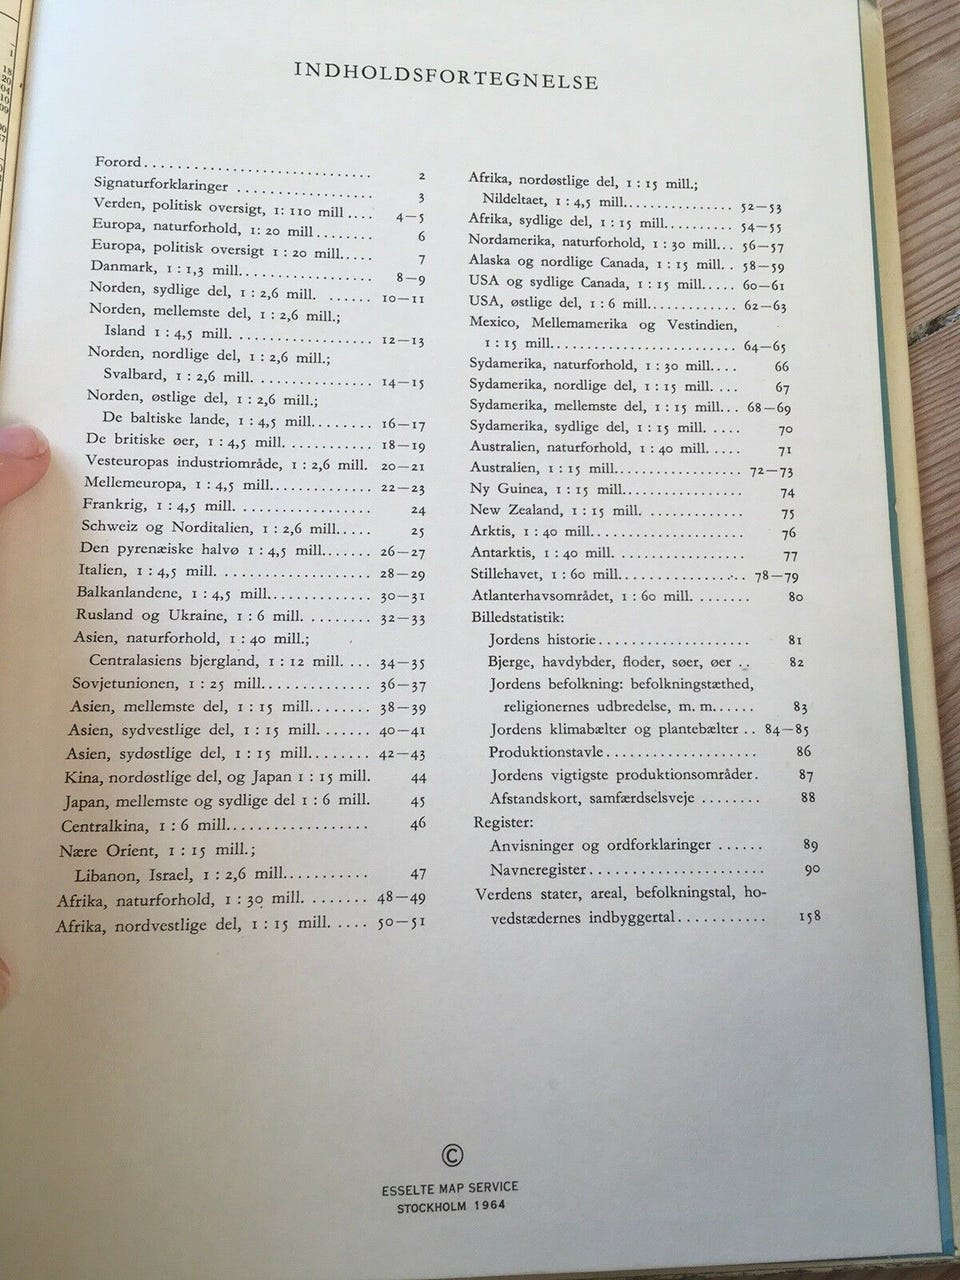 INDHOLDSFORTEGNELSE
Forord 2
Signaturforklaringer 3
Verden, politisk oversigt, 1: 110 mill 4—5
Europa, naturforhold, 1: 20 mill 6
Europa, politisk oversigt 1 : 20 mill. 7
Danmark, 1 : 1,3 mill. 8—9
Norden, sydlige del, 1 : 2,6 mill. 10—11
Norden, mellemste del, 1 : 2,6 mill.;
Island 1 : 4,5 mill. 12—13
Norden, nordlige del, 1 : 2,6 mill.;
Svalbard, 1 : 2,6 mill. 14—15
Norden, østlige del, 1 : 2,6 mill.;
De baltiske lande, 1 : 4,5 mill. 16—17
De britiske øer, 1 : 4,5 mill. 18—19
Vesteuropas industriområde, 1 : 2,6 mill. 20—21
Mellemeuropa, 1 : 4,5 mill. 22—23
Frankrig, 1 : 4,5 mill. 24
Schweiz og Norditalien, 1 : 2,6 mill. 25
Den pyrenæiske halvø 1 : 4,5 mill. 26—27
Italien, 1 : 4,5 mill. 28—29
Balkanlandene, 1 : 4,5 mill. 30—31
Rusland og Ukraine, 1 : 6 mill. 32—33
Asien, naturforhold, 1 : 40 mill.;
Centralasiens bjergland, 1 : 12 mill. 34—35
Sovjetunionen, 1 : 25 mill. 36—37
Asien, mellemste del, 1 : 15 mill. 38—39
Asien, sydvestlige del, 1 : 15 mill. 40—41
Asien, sydøstlige del, 1 : 15 mill. 42—43
Kina, nordøstlige del, og Japan 1 : 15 mill. 44
Japan, mellemste og sydlige del 1 : 6 mill. 45
Centralkina, 1 : 6 mill. 46
Nære Orient, 1 : 15 mill.;
Libanon, Israel, 1 : 2,6 mill. 47
Afrika, naturforhold, 1 : 30 mill. 48—49
Afrika, nordvestlige del, 1 : 15 mill. 50—51
Afrika, nordøstlige del, 1 : 15 mill.;
Nildeltaet, 1 : 4,5 mill. 52—53
Afrika, sydlige del, 1 : 15 mill. 54—55
Nordamerika, naturforhold, 1 : 30 mill. 56—57
Alaska og nordlige Canada, 1 : 15 mill. 58—59
USA og sydlige Canada, 1 : 15 mill. 60—61
USA, østlige del, 1 : 6 mill. 62—63
Mexico, Mellemamerika og Vestindien,
1 : 15 mill. 64—65
Sydamerika, naturforhold, 1 : 30 mill. 66
Sydamerika, nordlige del, 1 : 15 mill. 67
Sydamerika, mellemste del, 1 : 15 mill. 68—69
Sydamerika, sydlige del, 1 : 15 mill. 70
Australien, naturforhold, 1 : 40 mill. 71
Australien, 1 : 15 mill. 72—73
Ny Guinea, 1 : 15 mill. 74
New Zealand, 1 : 15 mill. 75
Arktis, 1 : 40 mill. 76
Antarktis, 1 : 40 mill. 77
Stillehavet, 1 : 60 mill. 78—79
Atlanterhavsområdet, 1 : 60 mill. 80
Billedstatistik:
Jordens historie 81
Bjerge, havdybder, floder, søer, øer 82
Jordens befolkning: befolkningstæthed,
religionernes udbredelse, m. m. 83
Jordens klimabælter og plantebælter 84—85
Produktionstavle 86
Jordens vigtigste produktionsområder. 87
Afstandskort, samfærdselsveje 88
Register:
Anvisninger og ordforklaringer 89
Navneregister 90
Verdens stater, areal, befolkningstal, ho-
vedstædernes indbyggertal 158
©
ESSELTE MAP SERVICE
STOCKHOLM 1964